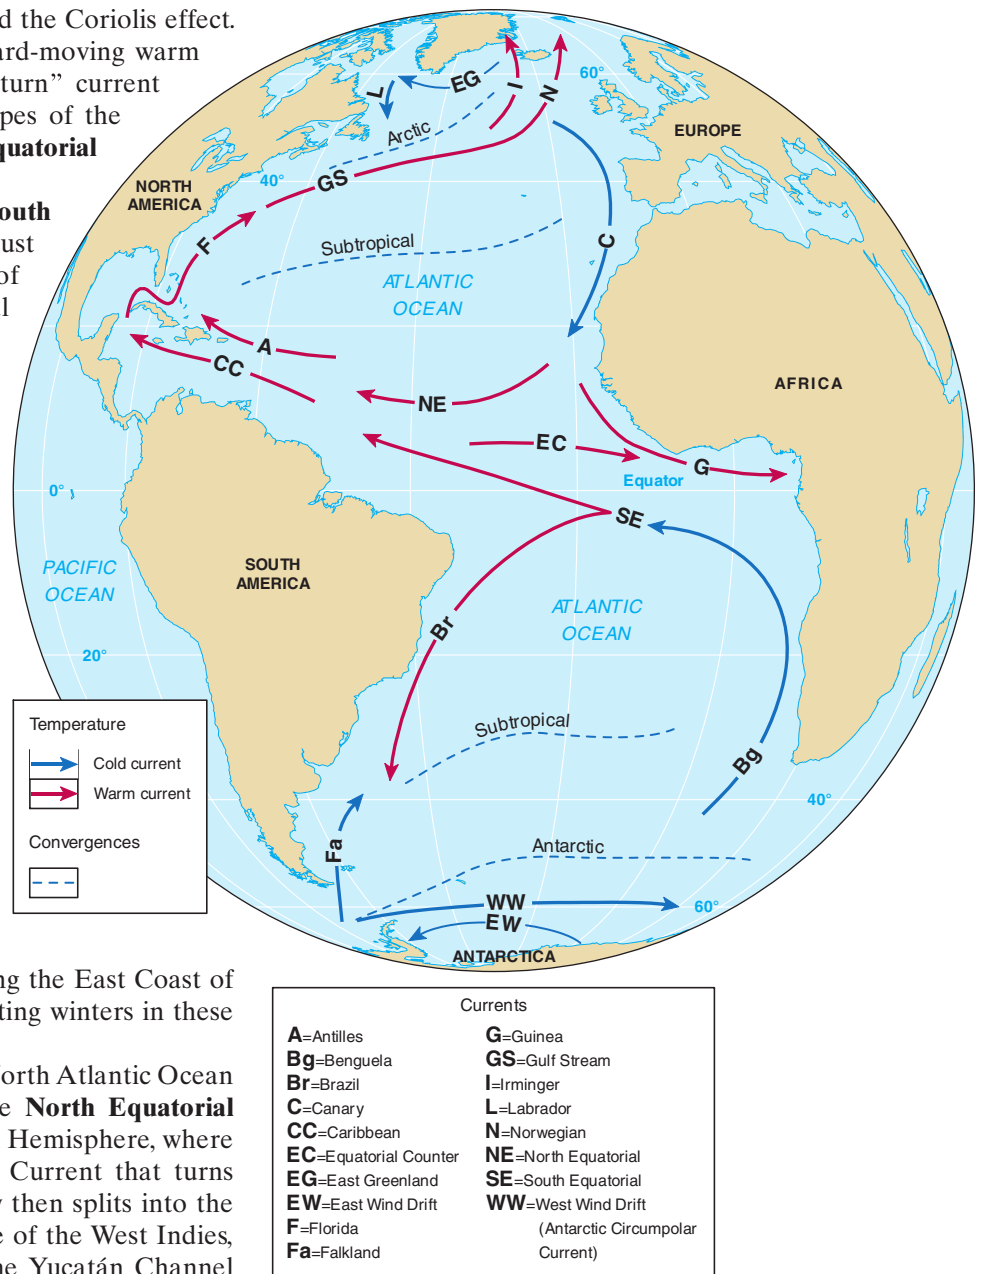 d the Coriolis effect.
ard-moving warm
turn” current
pes of the
quatorial
outh
ust
of
EG
L
I
N
60°
Arctic
EUROPE
GS
40°
NORTH
AMERICA
F
C
Subtropical
ATLANTIC
OCEAN
A
CC
NE
AFRICA
EC
G
Equator
0°
SE
PACIFIC
OCEAN
SOUTH
AMERICA
ATLANTIC
OCEAN
Br
20°
Subtropical
Temperature
Cold current
Warm current
Convergences
Bg
40°
Fa
Antarctic
WW
60°
EW
ANTARCTICA
ng the East Coast of
ting winters in these
North Atlantic Ocean
e North Equatorial
Hemisphere, where
Current that turns
then splits into the
e of the West Indies,
he Yucatán Channel
Currents
A=Antilles
Bg=Benguela
Br=Brazil
C=Canary
CC=Caribbean
EC=Equatorial Counter
EG=East Greenland
EW=East Wind Drift
F=Florida
Fa=Falkland
G=Guinea
GS=Gulf Stream
I=Irminger
L=Labrador
N=Norwegian
NE=North Equatorial
SE=South Equatorial
WW=West Wind Drift
(Antarctic Circumpolar
Current)